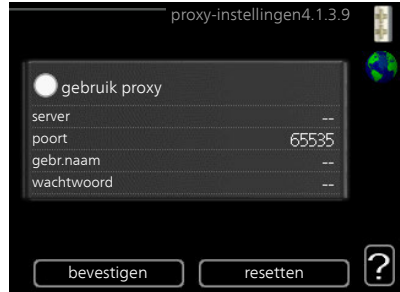 proxy-instellingen4.1.3.9
gebruik proxy
server --
poort 65535
gebr.naam --
wachtwoord --
bevestigen resetten ?